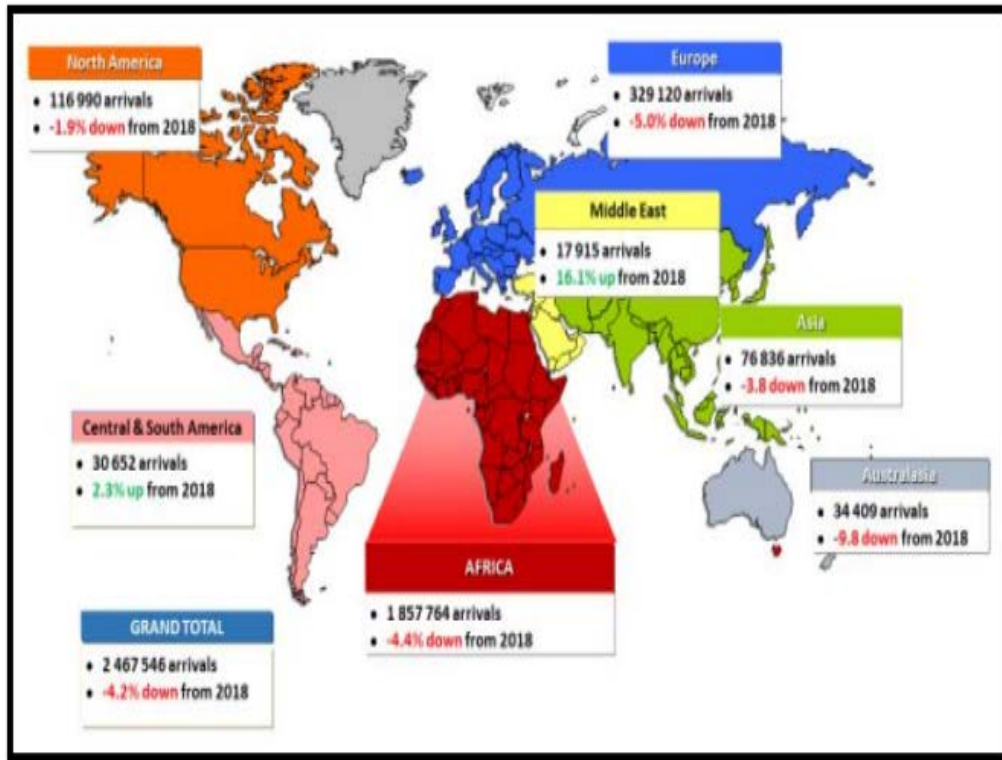 North America
• 116 990 arrivals
• -1.9% down from 2018
Europe
• 329 120 arrivals
• -5.0% down from 2018
Middle East
• 17 915 arrivals
• 16.1% up from 2018
Asia
• 76 836 arrivals
• -3.8 down from 2018
Central & South America
• 30 652 arrivals
• 2.3% up from 2018
Australasia
• 34 409 arrivals
• -9.8 down from 2018
AFRICA
• 1 857 764 arrivals
• -4.4% down from 2018
GRAND TOTAL
• 2 467 546 arrivals
• -4.2% down from 2018